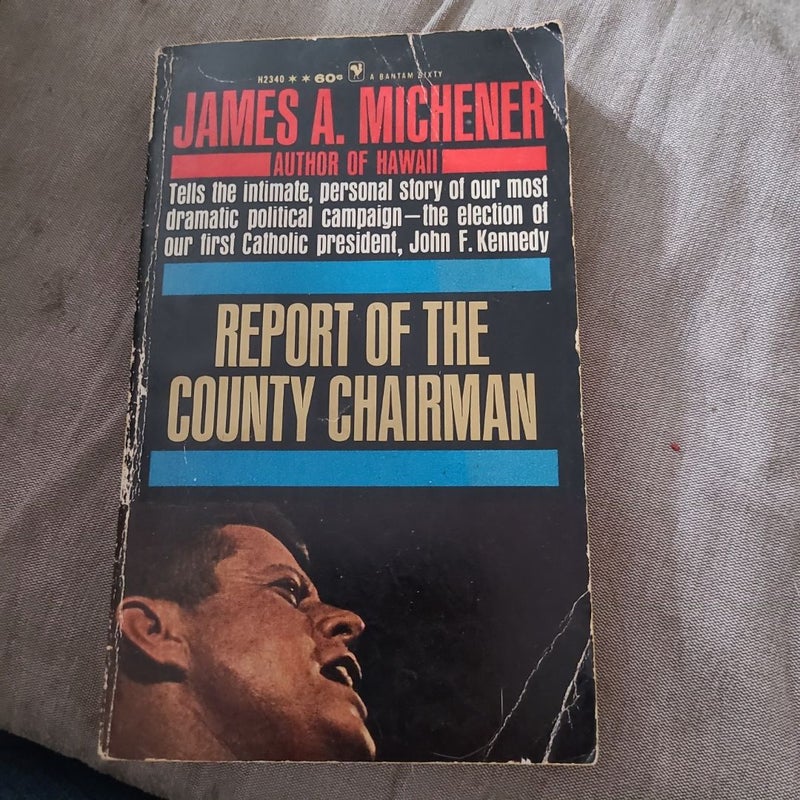 H2340 ** 60¢ A BANTAM SIXTY
JAMES A. MICHENER
AUTHOR OF HAWAII
Tells the intimate, personal story of our most
dramatic political campaign—the election of
our first Catholic president, John F. Kennedy
REPORT OF THE
COUNTY CHAIRMAN